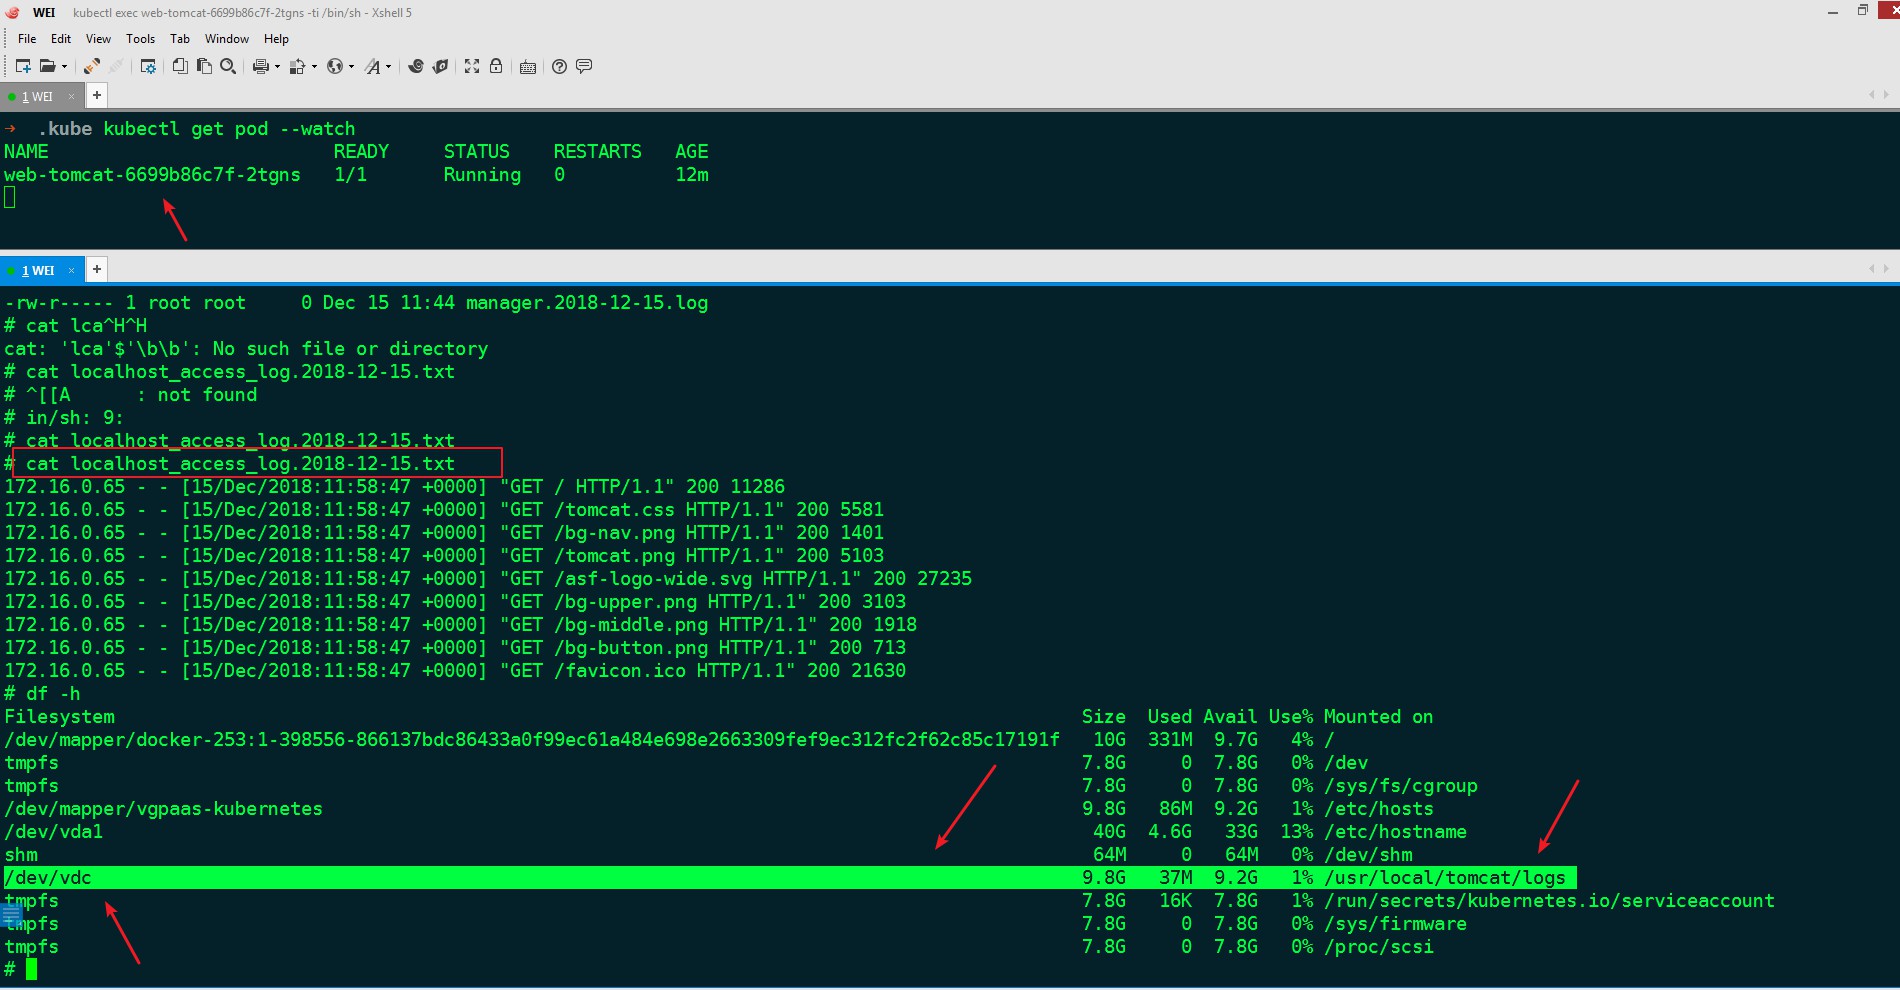 WEI kubectl exec web-tomcat-6699b86c7f-2tgns -ti /bin/sh - Xshell 5
File Edit View Tools Tab Window Help
1 WEI × +
→ .kube kubectl get pod --watch
NAME READY STATUS RESTARTS AGE
web-tomcat-6699b86c7f-2tgns 1/1 Running 0 12m
1 WEI × +
-rw-r----- 1 root root 0 Dec 15 11:44 manager.2018-12-15.log
# cat lca^H^H
cat: 'lca'$'\b\b': No such file or directory
# cat localhost_access_log.2018-12-15.txt
# ^[[A : not found
# in/sh: 9:
# cat localhost_access_log.2018-12-15.txt
# cat localhost_access_log.2018-12-15.txt
172.16.0.65 - - [15/Dec/2018:11:58:47 +0000] "GET / HTTP/1.1" 200 11286
172.16.0.65 - - [15/Dec/2018:11:58:47 +0000] "GET /tomcat.css HTTP/1.1" 200 5581
172.16.0.65 - - [15/Dec/2018:11:58:47 +0000] "GET /bg-nav.png HTTP/1.1" 200 1401
172.16.0.65 - - [15/Dec/2018:11:58:47 +0000] "GET /tomcat.png HTTP/1.1" 200 5103
172.16.0.65 - - [15/Dec/2018:11:58:47 +0000] "GET /asf-logo-wide.svg HTTP/1.1" 200 27235
172.16.0.65 - - [15/Dec/2018:11:58:47 +0000] "GET /bg-upper.png HTTP/1.1" 200 3103
172.16.0.65 - - [15/Dec/2018:11:58:47 +0000] "GET /bg-middle.png HTTP/1.1" 200 1918
172.16.0.65 - - [15/Dec/2018:11:58:47 +0000] "GET /bg-button.png HTTP/1.1" 200 713
172.16.0.65 - - [15/Dec/2018:11:58:47 +0000] "GET /favicon.ico HTTP/1.1" 200 21630
# df -h
Filesystem Size Used Avail Use% Mounted on
/dev/mapper/docker-253:1-398556-866137bdc86433a0f99ec61a484e698e2663309fef9ec312fc2f62c85c17191f 10G 331M 9.7G 4% /
tmpfs 7.8G 0 7.8G 0% /dev
tmpfs 7.8G 0 7.8G 0% /sys/fs/cgroup
/dev/mapper/vgpaas-kubernetes 9.8G 86M 9.2G 1% /etc/hosts
/dev/vda1 40G 4.6G 33G 13% /etc/hostname
shm 64M 0 64M 0% /dev/shm
/dev/vdc 9.8G 37M 9.2G 1% /usr/local/tomcat/logs
tmpfs 7.8G 16K 7.8G 1% /run/secrets/kubernetes.io/serviceaccount
tmpfs 7.8G 0 7.8G 0% /sys/firmware
tmpfs 7.8G 0 7.8G 0% /proc/scsi
#